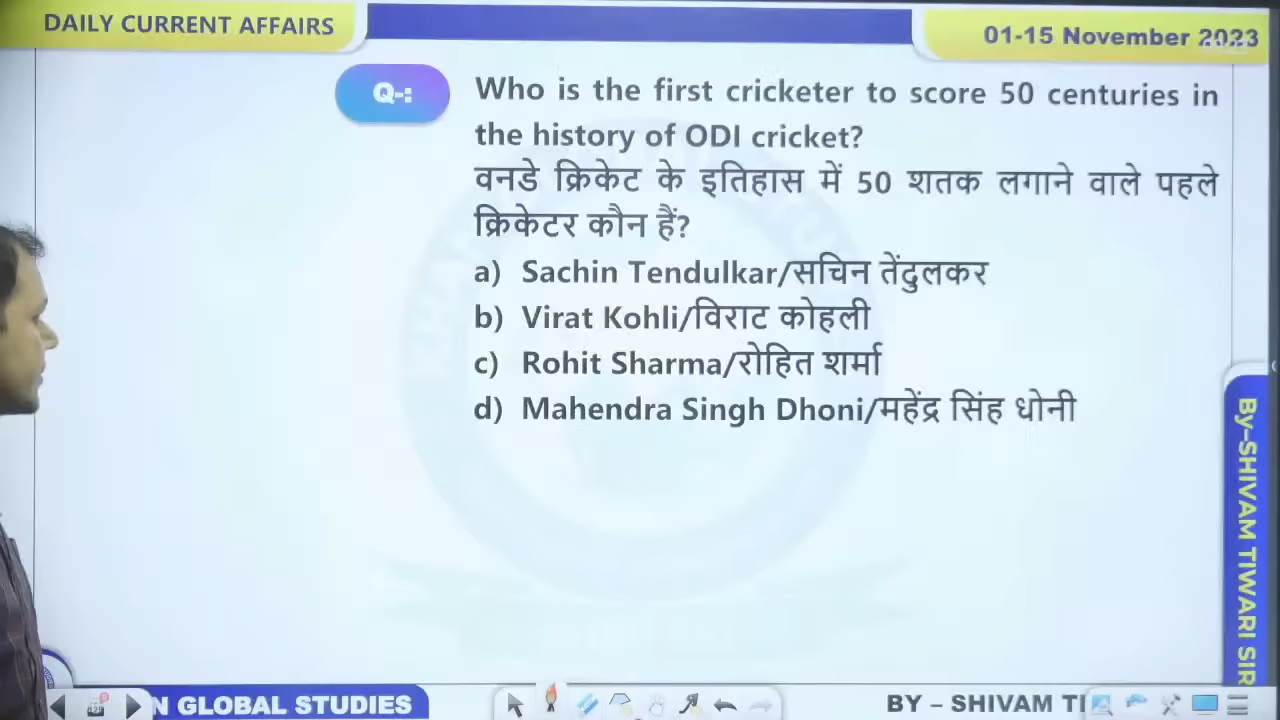 DAILY CURRENT AFFAIRS
01-15 November 2023
Q-:
Who is the first cricketer to score 50 centuries in
the history of ODI cricket?
वनडे क्रिकेट के इतिहास में 50 शतक लगाने वाले पहले
क्रिकेटर कौन हैं?
a) Sachin Tendulkar/सचिन तेंदुलकर
b) Virat Kohli/विराट कोहली
c) Rohit Sharma/रोहित शर्मा
d) Mahendra Singh Dhoni/महेंद्र सिंह धोनी
By–SHIVAM TIWARI SIR
N GLOBAL STUDIES
BY – SHIVAM TI